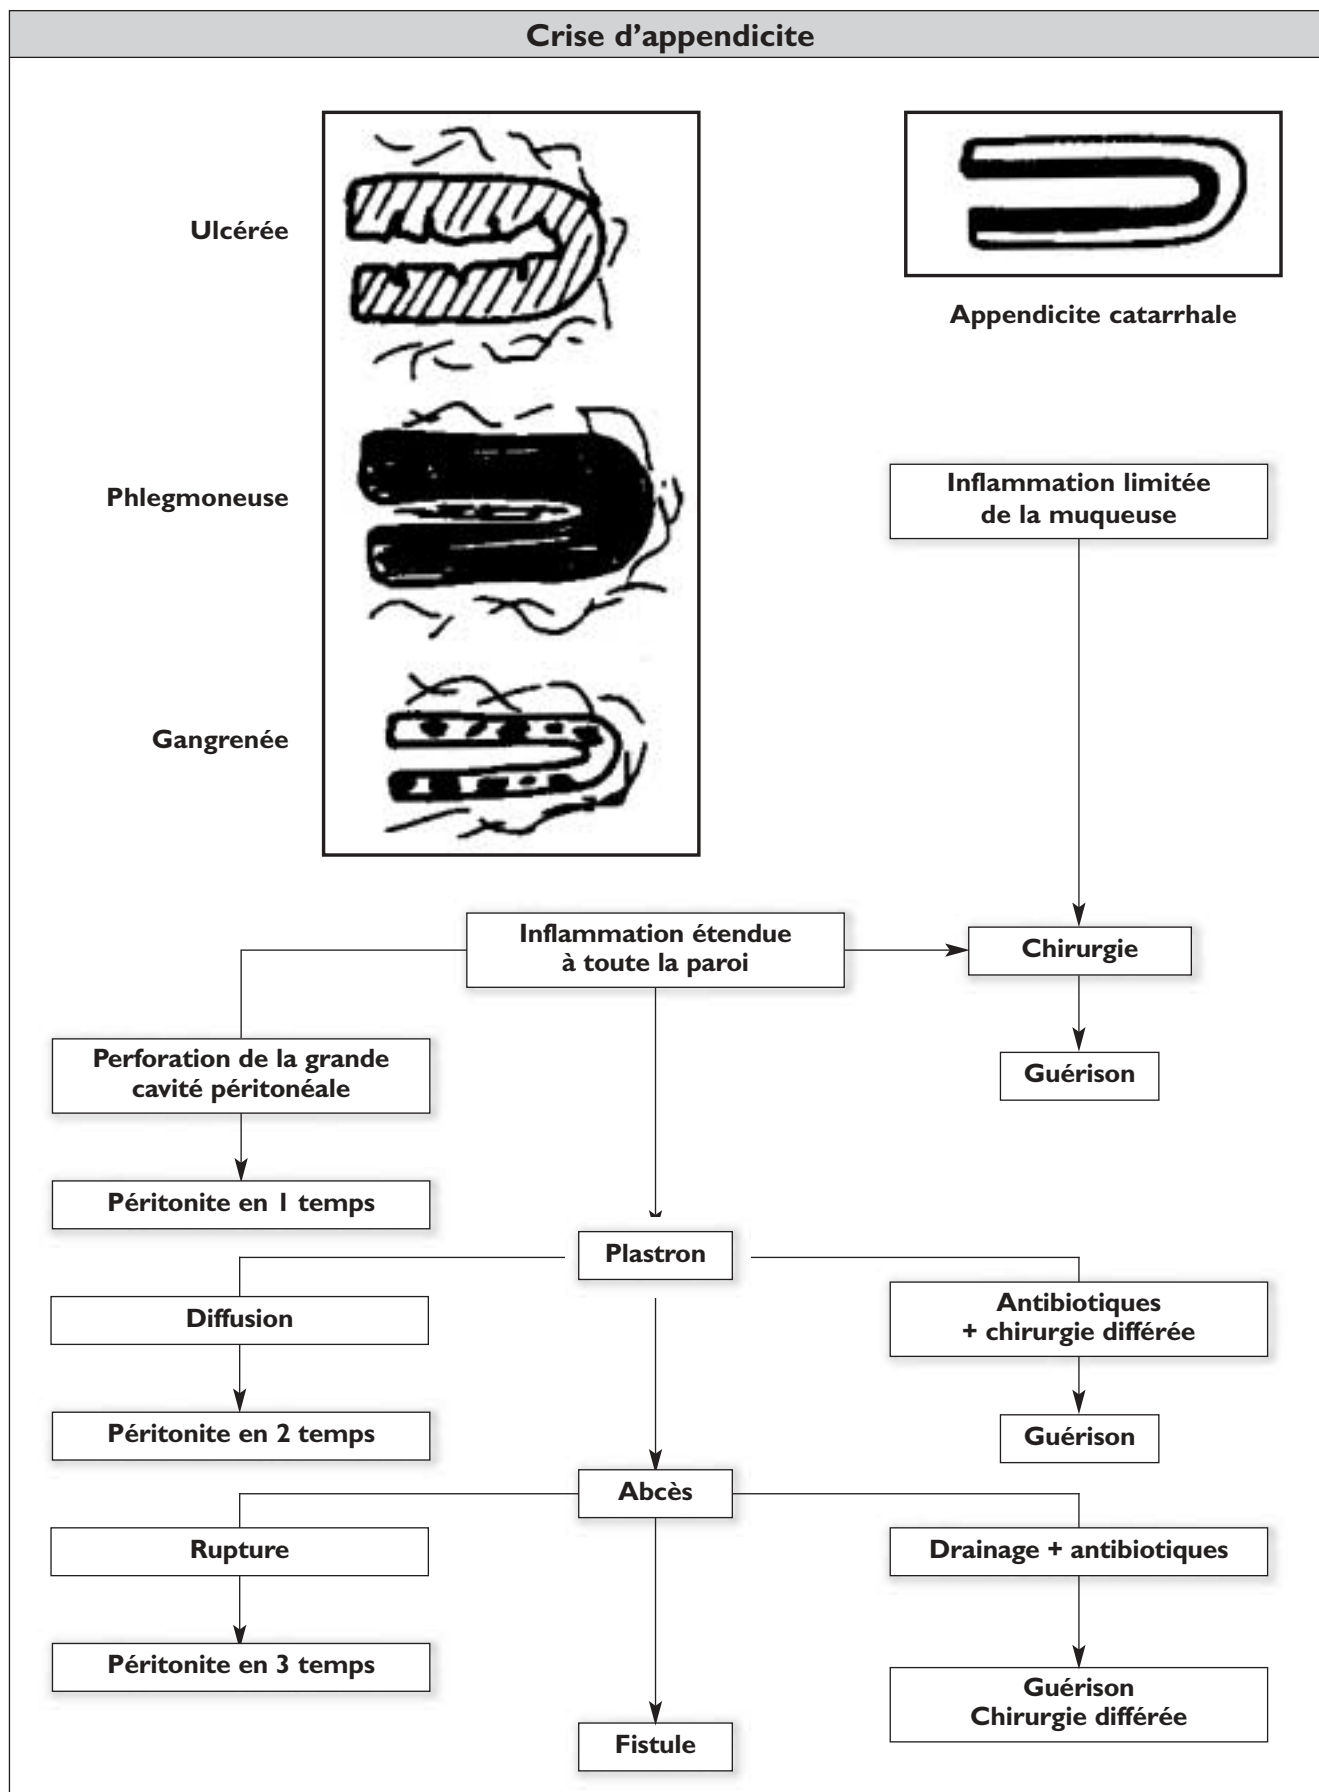 Crise d’appendicite
Ulcérée
Appendicite catarrhale
Phlegmoneuse
Inflammation limitée
de la muqueuse
Gangrenée
Inflammation étendue
à toute la paroi
Chirurgie
Perforation de la grande
cavité péritonéale
Guérison
Péritonite en 1 temps
Plastron
Diffusion
Antibiotiques
+ chirurgie différée
Péritonite en 2 temps
Guérison
Abcès
Rupture
Drainage + antibiotiques
Péritonite en 3 temps
Guérison
Chirurgie différée
Fistule